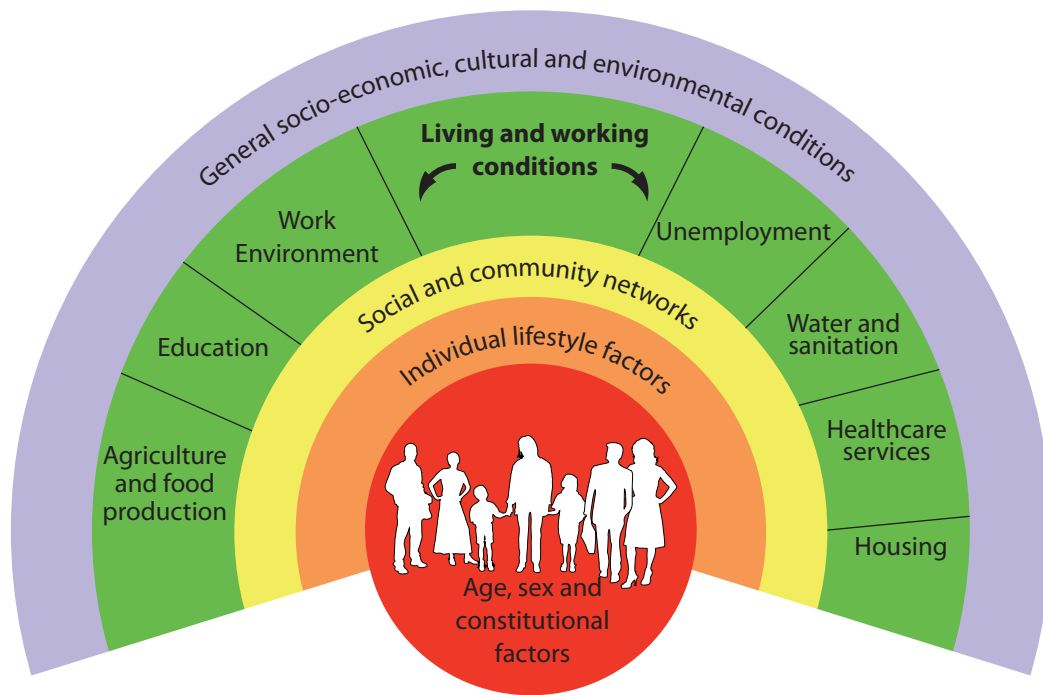 General socio-economic, cultural and environmental conditions
Living and working
conditions
Work
Environment
Unemployment
Education
Water and
sanitation
Agriculture
and food
production
Healthcare
services
Housing
Social and community networks
Individual lifestyle factors
Age, sex and
constitutional
factors